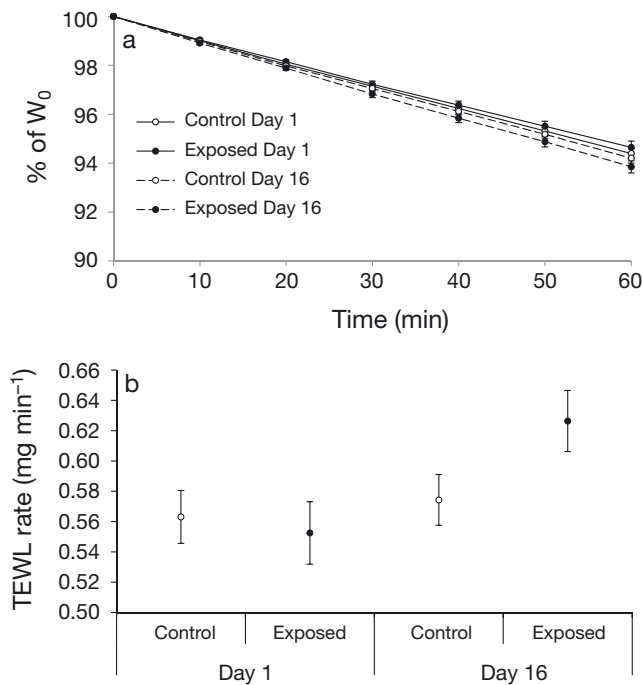 a
100
98
96
94
92
90
% of W0
Control Day 1
Exposed Day 1
Control Day 16
Exposed Day 16
0 10 20 30 40 50 60
Time (min)
b
0.66
0.64
0.62
0.60
0.58
0.56
0.54
0.52
0.50
TEWL rate (mg min–1)
Control Exposed Control Exposed
Day 1 Day 16